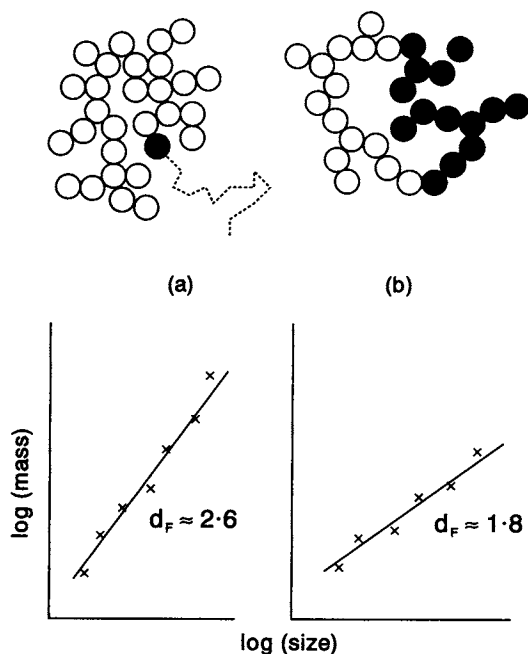 (a)
(b)
log (mass)
d_F ≈ 2·6
d_F ≈ 1·8
log (size)